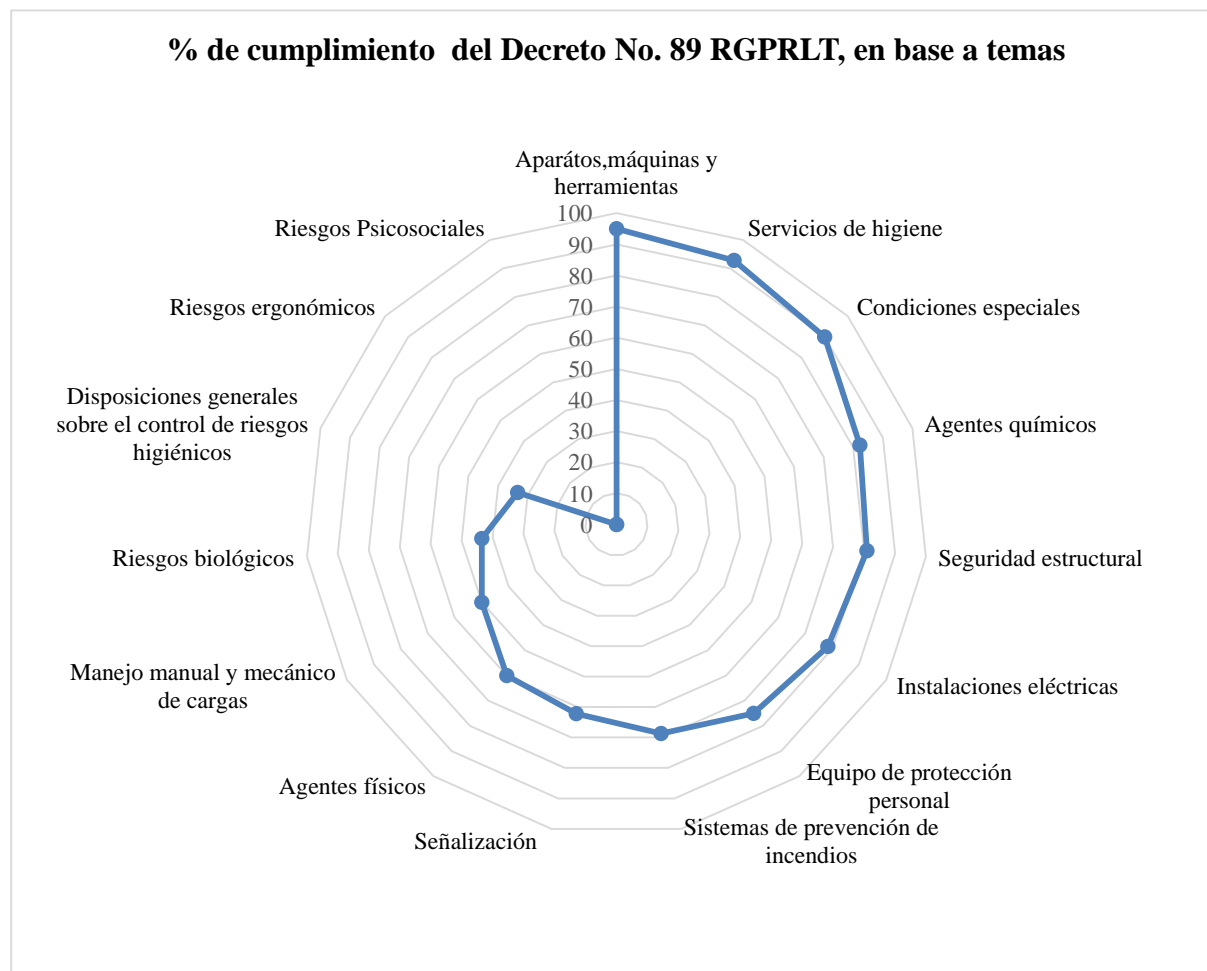 % de cumplimiento  del Decreto No. 89 RGPRLT, en base a temas
Aparátos,máquinas y
herramientas
Servicios de higiene
Condiciones especiales
Agentes químicos
Seguridad estructural
Instalaciones eléctricas
Equipo de protección
personal
Sistemas de prevención de
incendios
Señalización
Agentes físicos
Manejo manual y mecánico
de cargas
Riesgos biológicos
Disposiciones generales
sobre el control de riesgos
higiénicos
Riesgos ergonómicos
Riesgos Psicosociales
100
90
80
70
60
50
40
30
20
10
0